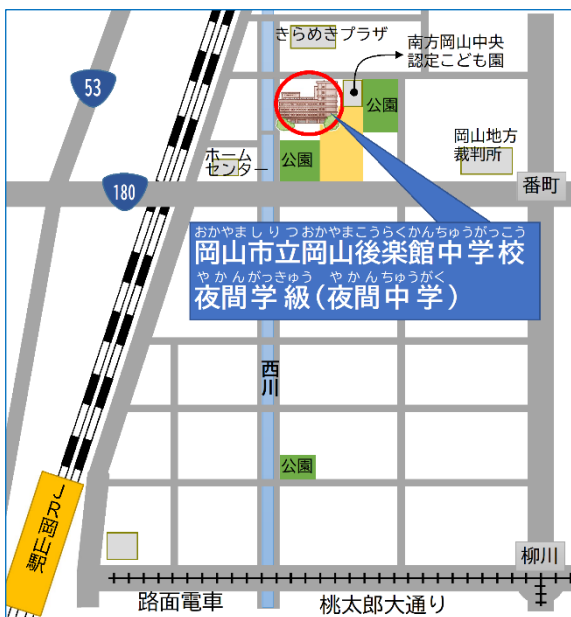 きらめきプラザ
南方岡山中央
認定こども園
53
公園
岡山地方
裁判所
ホーム
センター
公園
180
番町
おかやましりつおかやまこうらくかんちゅうがっこう
岡山市立岡山後楽館中学校
やかんがっきゅう やかんちゅうがく
夜間学級(夜間中学)
西川
公園
JR岡山駅
柳川
路面電車
桃太郎大通り